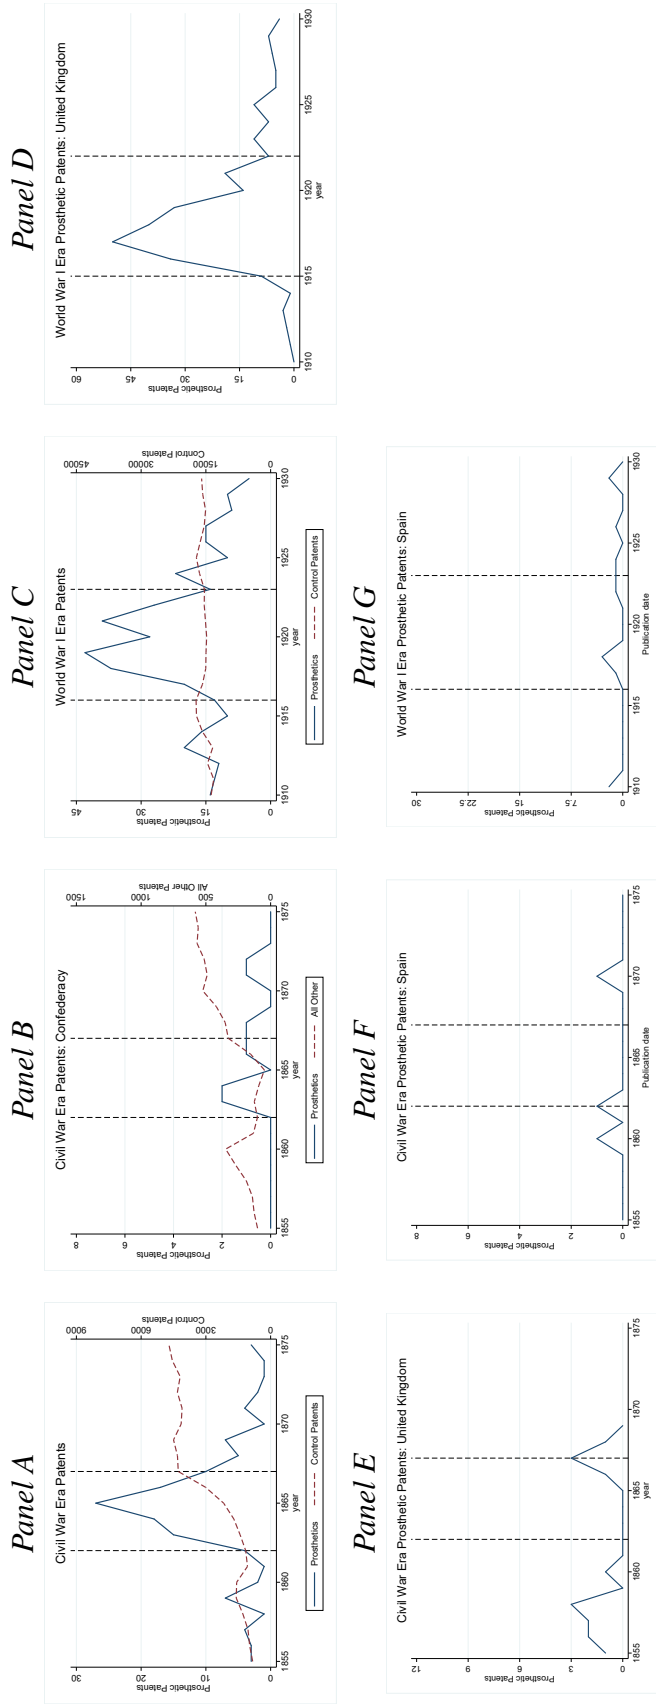 Panel A
Civil War Era Patents
30
20
10
0
Prosthetic Patents
9000
6000
3000
0
Control Patents
1855 1860 1865 1870 1875
year
Prosthetics Control Patents
Panel B
Civil War Era Patents: Confederacy
8
6
4
2
0
Prosthetic Patents
1500
1000
500
0
All Other Patents
1855 1860 1865 1870 1875
year
Prosthetics All Other
Panel C
World War I Era Patents
45
30
15
0
Prosthetic Patents
45000
30000
15000
0
Control Patents
1910 1915 1920 1925 1930
year
Prosthetics Control Patents
Panel D
World War I Era Prosthetic Patents: United Kingdom
60
45
30
15
0
Prosthetic Patents
1910 1915 1920 1925 1930
year
Panel E
Civil War Era Prosthetic Patents: United Kingdom
12
9
6
3
0
Prosthetic Patents
1855 1860 1865 1870 1875
year
Panel F
Civil War Era Prosthetic Patents: Spain
8
6
4
2
0
Prosthetic Patents
1855 1860 1865 1870 1875
Publication date
Panel G
World War I Era Prosthetic Patents: Spain
30
22.5
15
7.5
0
Prosthetic Patents
1910 1915 1920 1925 1930
Publication date